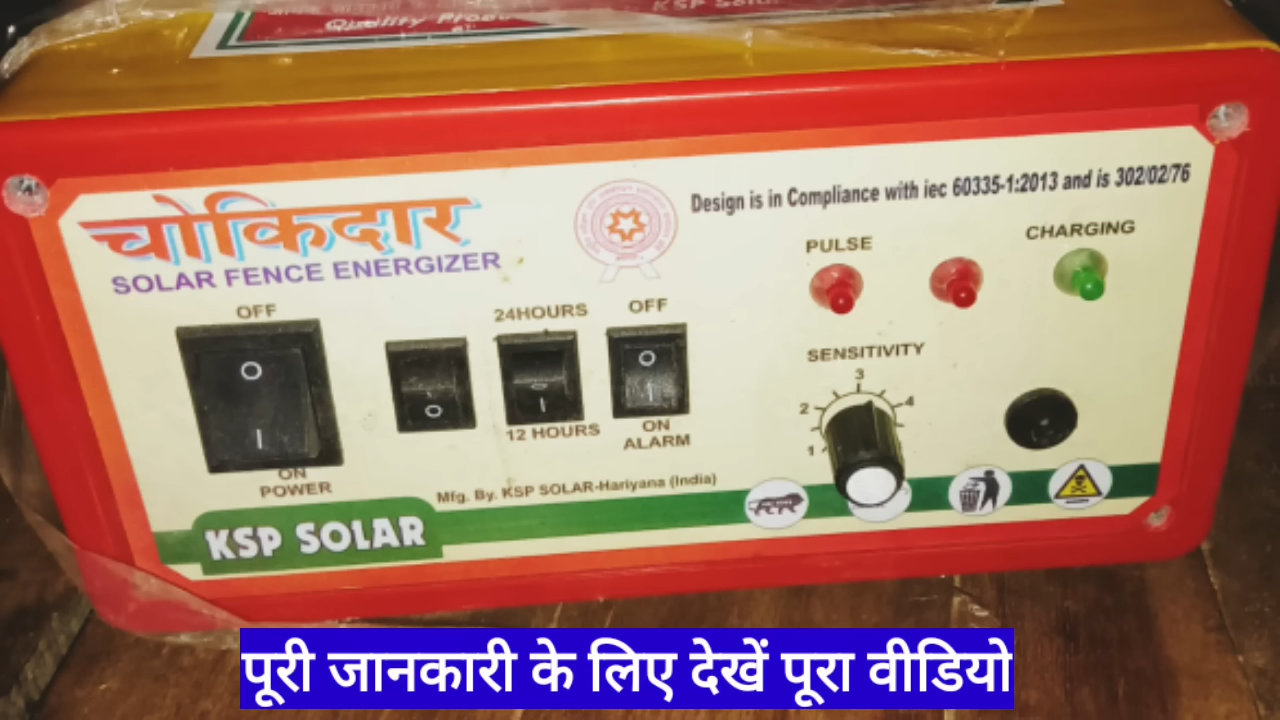 Quality
KSP
Design is in Compliance with iec 60335-1:2013 and is 302/02/76
चोकिदार
SOLAR FENCE ENERGIZER
PULSE
CHARGING
OFF
24HOURS
OFF
SENSITIVITY
1 2 3 4
12 HOURS
ON
ALARM
ON
POWER
Mfg. By. KSP SOLAR-Hariyana (India)
KSP SOLAR
पूरी जानकारी के लिए देखें पूरा वीडियो